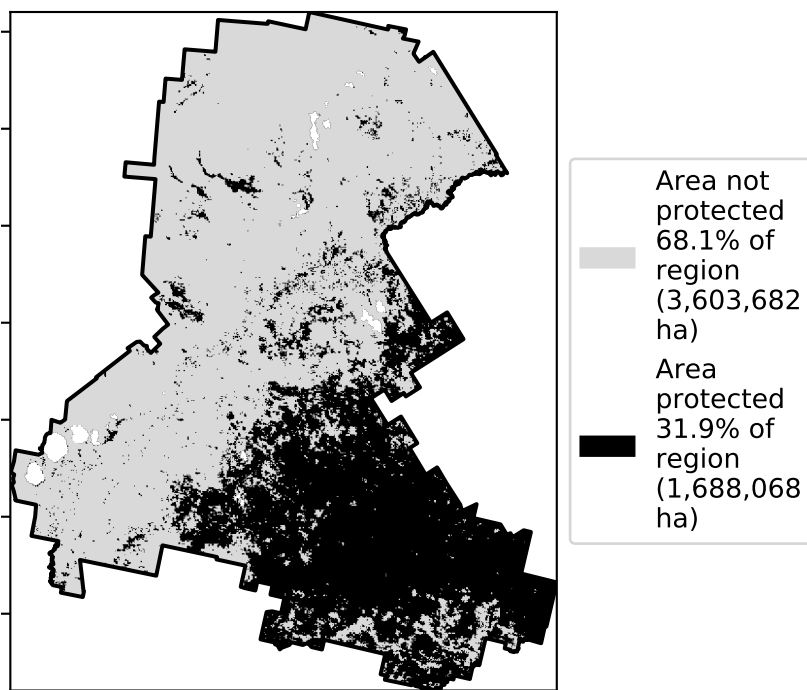 Area not
protected
68.1% of
region
(3,603,682
ha)
Area
protected
31.9% of
region
(1,688,068
ha)